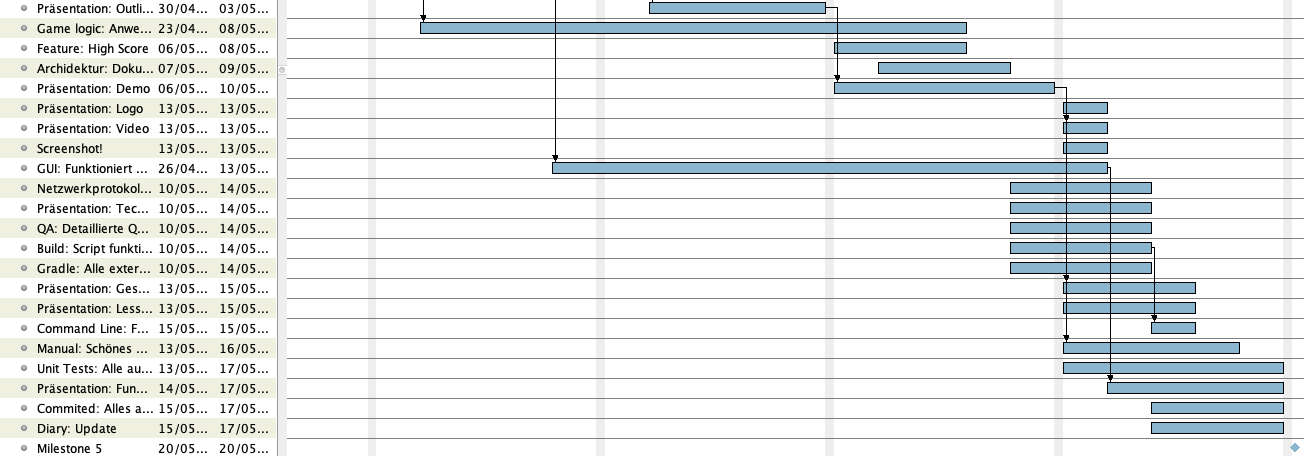 Präsentation: Outli... 30/04... 03/05...
Game logic: Anwe... 23/04... 08/05...
Feature: High Score 06/05... 08/05...
Archidektur: Doku... 07/05... 09/05...
Präsentation: Demo 06/05... 10/05...
Präsentation: Logo 13/05... 13/05...
Präsentation: Video 13/05... 13/05...
Screenshot! 13/05... 13/05...
GUI: Funktioniert ... 26/04... 13/05...
Netzwerkprotokol... 10/05... 14/05...
Präsentation: Tec... 10/05... 14/05...
QA: Detaillierte Q... 10/05... 14/05...
Build: Script funkti... 10/05... 14/05...
Gradle: Alle exter... 10/05... 14/05...
Präsentation: Ges... 13/05... 15/05...
Präsentation: Less... 13/05... 15/05...
Command Line: F... 15/05... 15/05...
Manual: Schönes ... 13/05... 16/05...
Unit Tests: Alle au... 13/05... 17/05...
Präsentation: Fun... 14/05... 17/05...
Commited: Alles a... 15/05... 17/05...
Diary: Update 15/05... 17/05...
Milestone 5 20/05... 20/05...